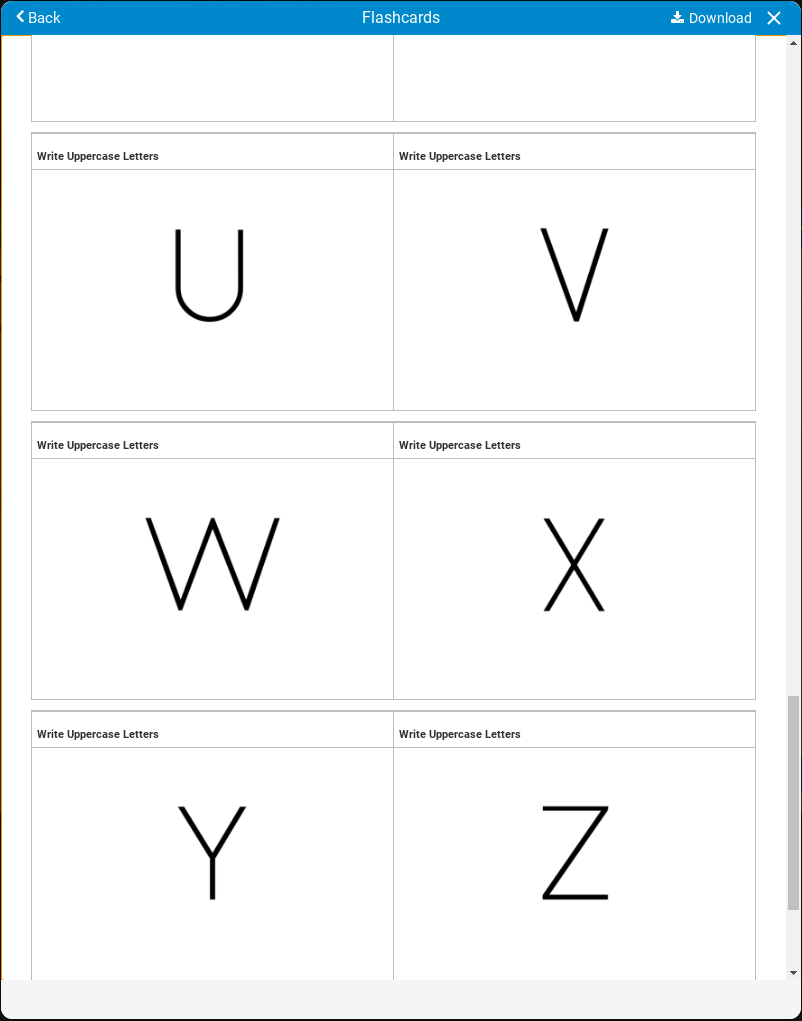 Back Flashcards Download
Write Uppercase Letters Write Uppercase Letters
U V
Write Uppercase Letters Write Uppercase Letters
W X
Write Uppercase Letters Write Uppercase Letters
Y Z